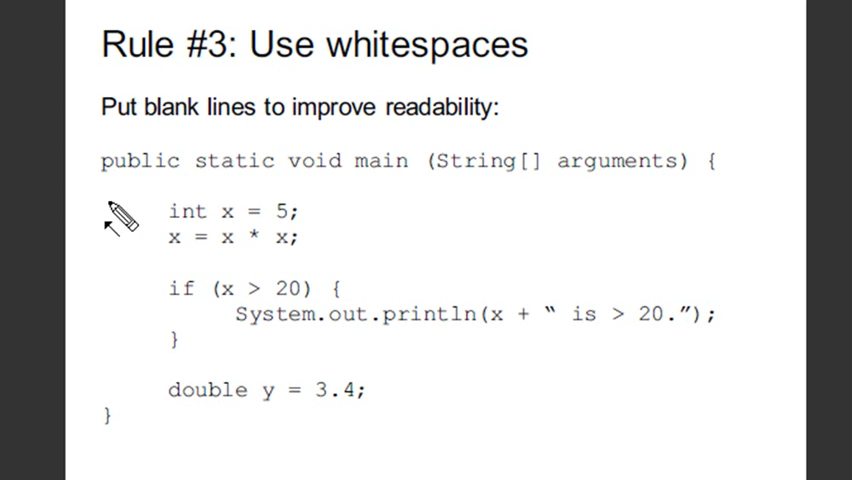 Rule #3: Use whitespaces
Put blank lines to improve readability:
public static void main (String[] arguments) {
int x = 5;
x = x * x;
if (x > 20) {
System.out.println(x + “ is > 20.”);
}
double y = 3.4;
}